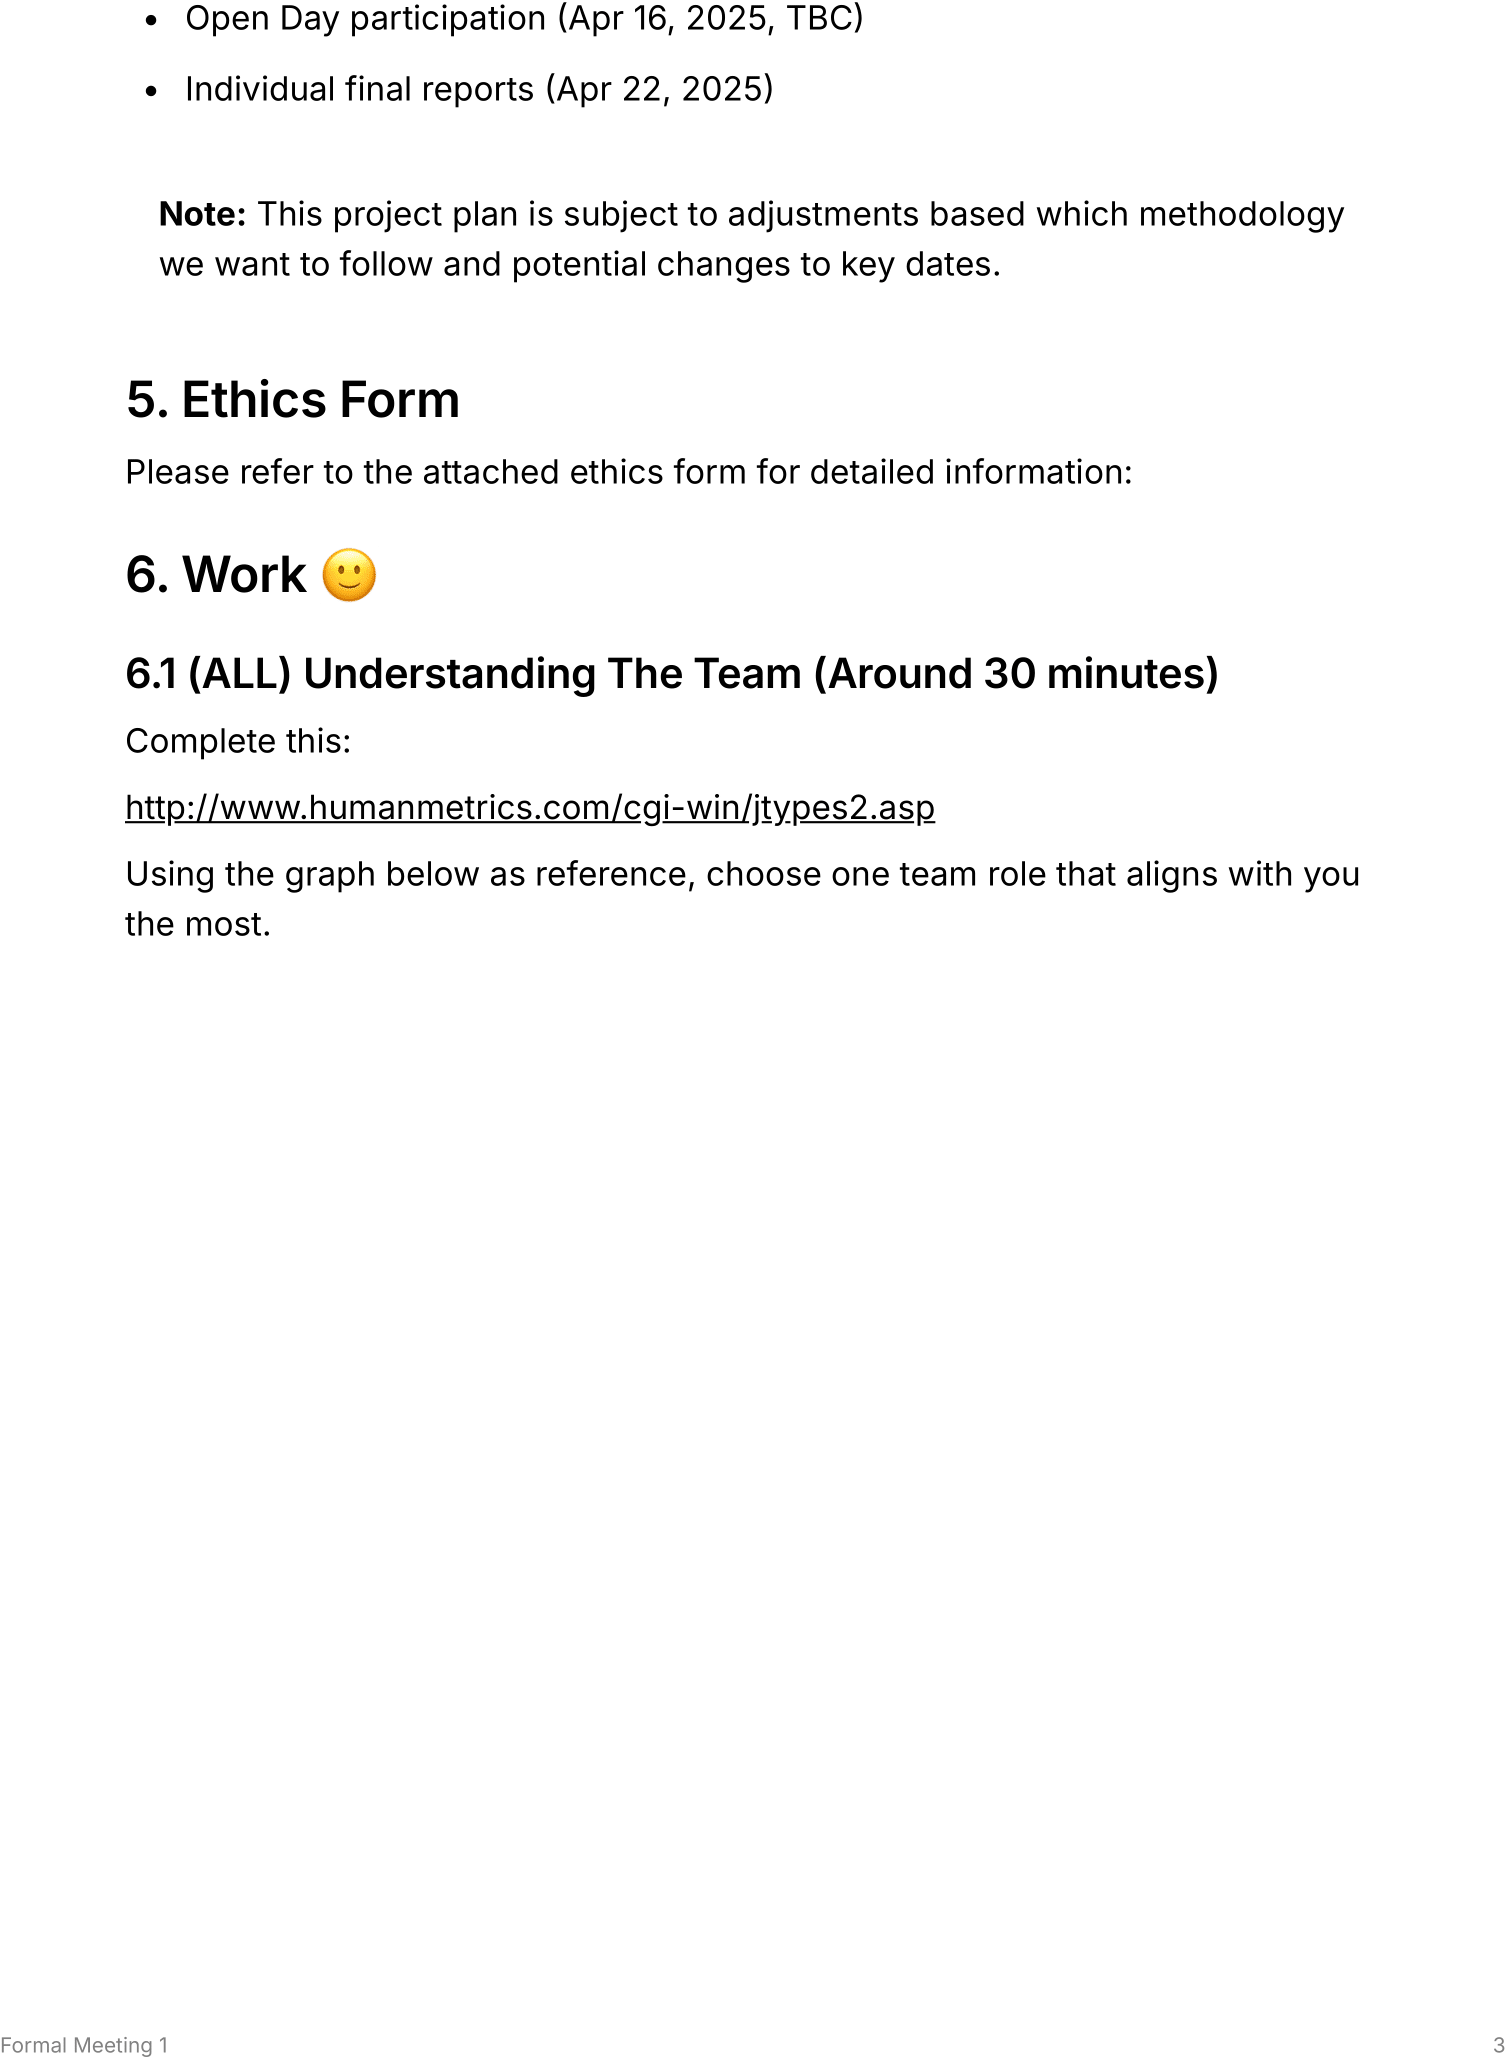 • Open Day participation (Apr 16, 2025, TBC)
• Individual final reports (Apr 22, 2025)
Note: This project plan is subject to adjustments based which methodology
we want to follow and potential changes to key dates.
5. Ethics Form
Please refer to the attached ethics form for detailed information:
6. Work 🙂
6.1 (ALL) Understanding The Team (Around 30 minutes)
Complete this:
http://www.humanmetrics.com/cgi-win/jtypes2.asp
Using the graph below as reference, choose one team role that aligns with you
the most.
Formal Meeting 1
3